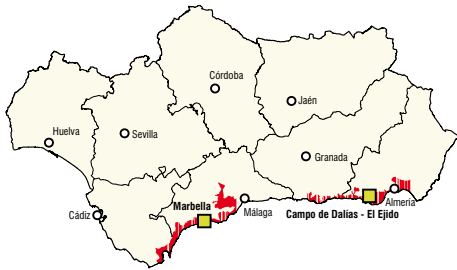 Córdoba
Jaén
Huelva
Sevilla
Granada
Almería
Marbella
Cádiz
Málaga
Campo de Dalías - El Ejido